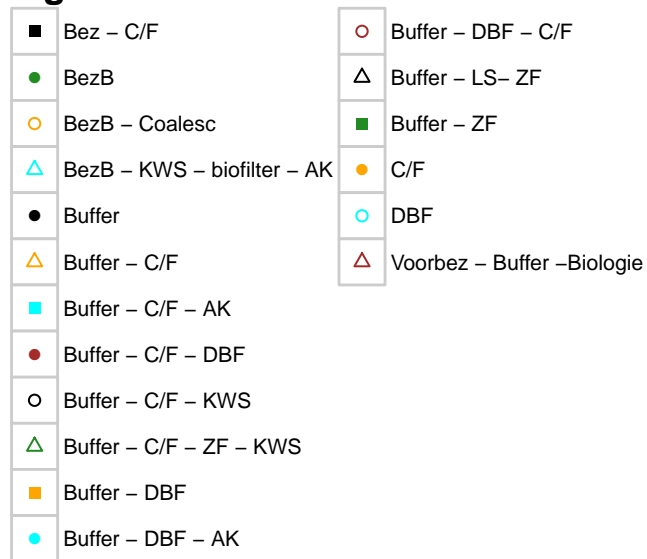 Bez – C/F
BezB
BezB – Coalesc
BezB – KWS – biofilter – AK
Buffer
Buffer – C/F
Buffer – C/F – AK
Buffer – C/F – DBF
Buffer – C/F – KWS
Buffer – C/F – ZF – KWS
Buffer – DBF
Buffer – DBF – AK
Buffer – DBF – C/F
Buffer – LS– ZF
Buffer – ZF
C/F
DBF
Voorbez – Buffer –Biologie